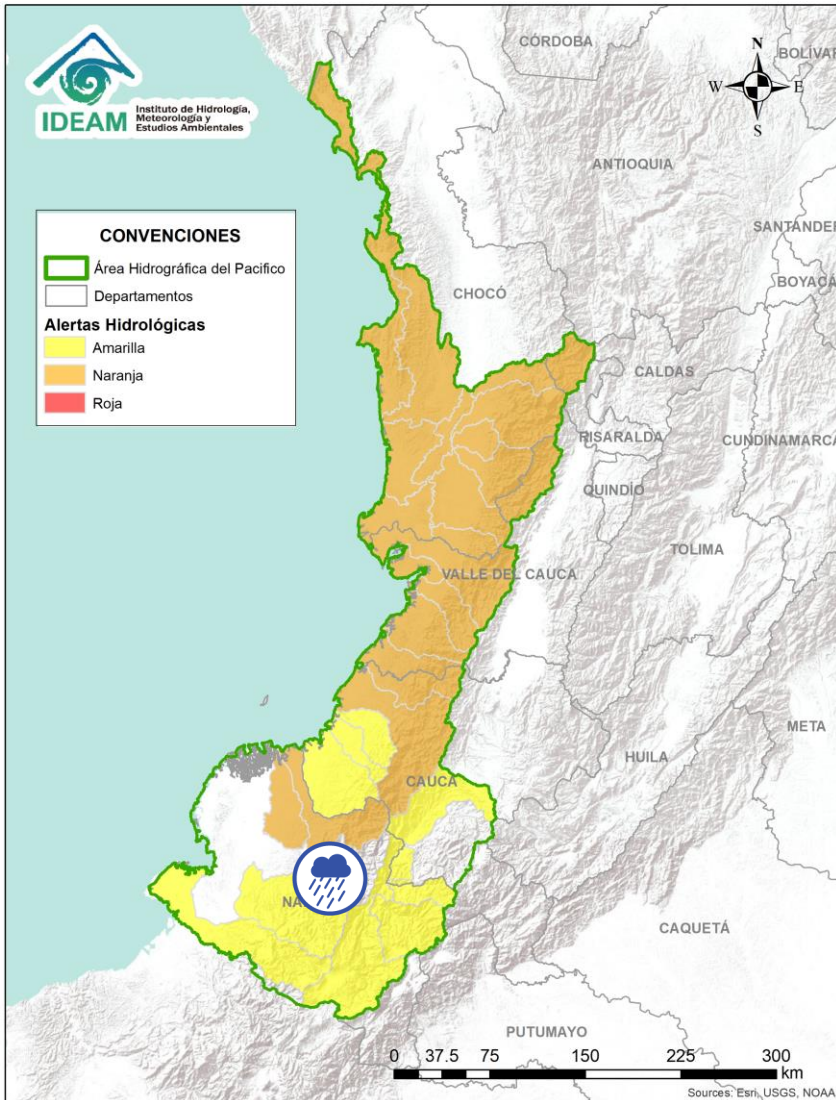 IDEAM
Instituto de Hidrología,
Meteorología y
Estudios Ambientales
CÓRDOBA
BOLÍVAR
N
W
E
S
ANTIOQUIA
SANTANDER
BOYACÁ
CONVENCIONES
Área Hidrográfica del Pacifico
Departamentos
Alertas Hidrológicas
Amarilla
Naranja
Roja
CHOCÓ
CALDAS
RISARALDA
CUNDINAMARCA
QUINDÍO
TOLIMA
VALLE DEL CAUCA
META
HUILA
CAUCA
NA
CAQUETÁ
PUTUMAYO
0 37.5 75 150 225 300
km
Sources: Esri, USGS, NOAA